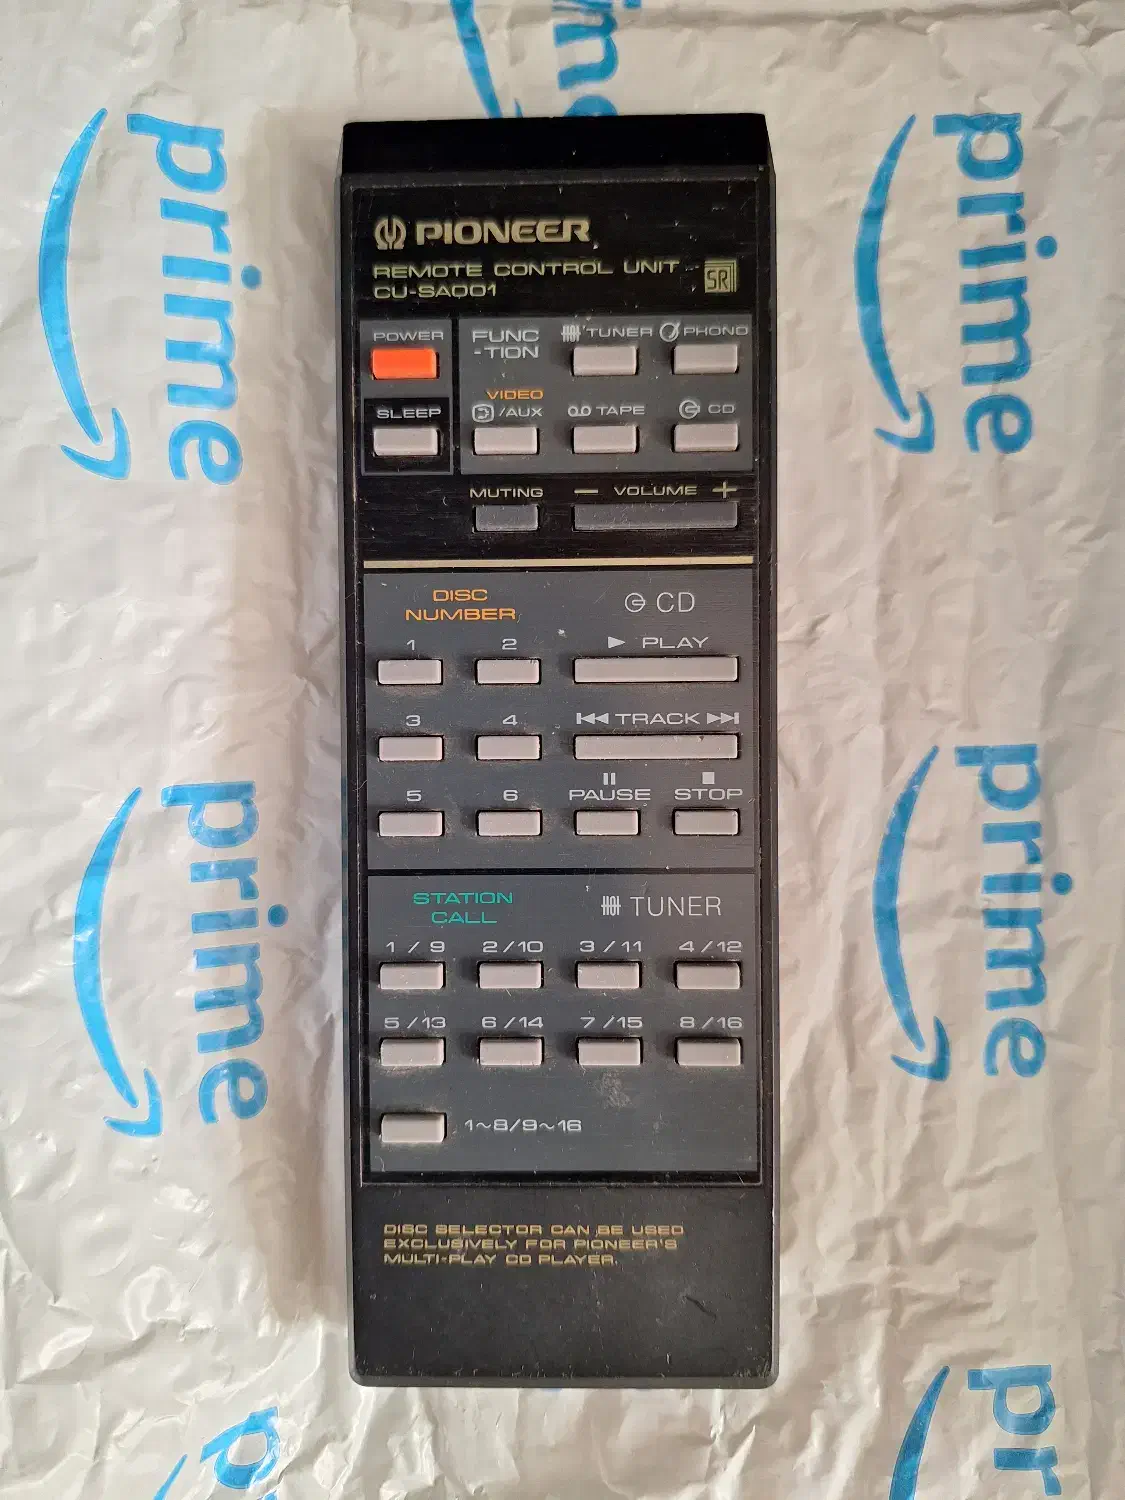 PIONEER
REMOTE CONTROL UNIT SR
CU-SA001
POWER
FUNC
-TION
TUNER
PHONO
SLEEP
VIDEO
/AUX
TAPE
CD
MUTING
– VOLUME +
DISC
NUMBER
CD
1 2
PLAY
3 4
TRACK
5 6
PAUSE STOP
STATION
CALL
TUNER
1 / 9 2 /10 3 /11 4 /12
5 /13 6 /14 7 /15 8 /16
1~8/9~16
DISC SELECTOR CAN BE USED
EXCLUSIVELY FOR PIONEER'S
MULTI-PLAY CD PLAYER.
prime
prime
prime
prime
prime